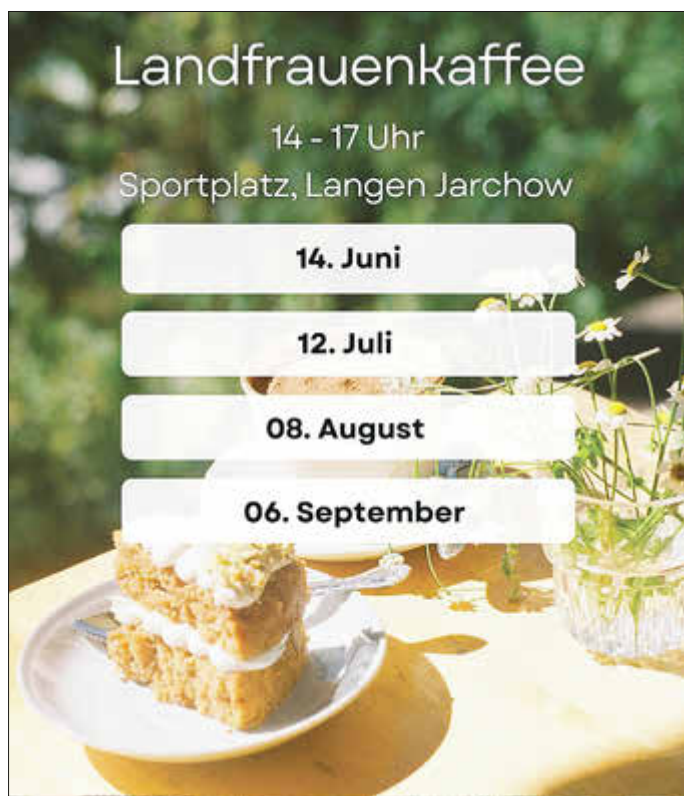 Landfrauenkaffee
14 - 17 Uhr
Sportplatz, Langen Jarchow
14. Juni
12. Juli
08. August
06. September